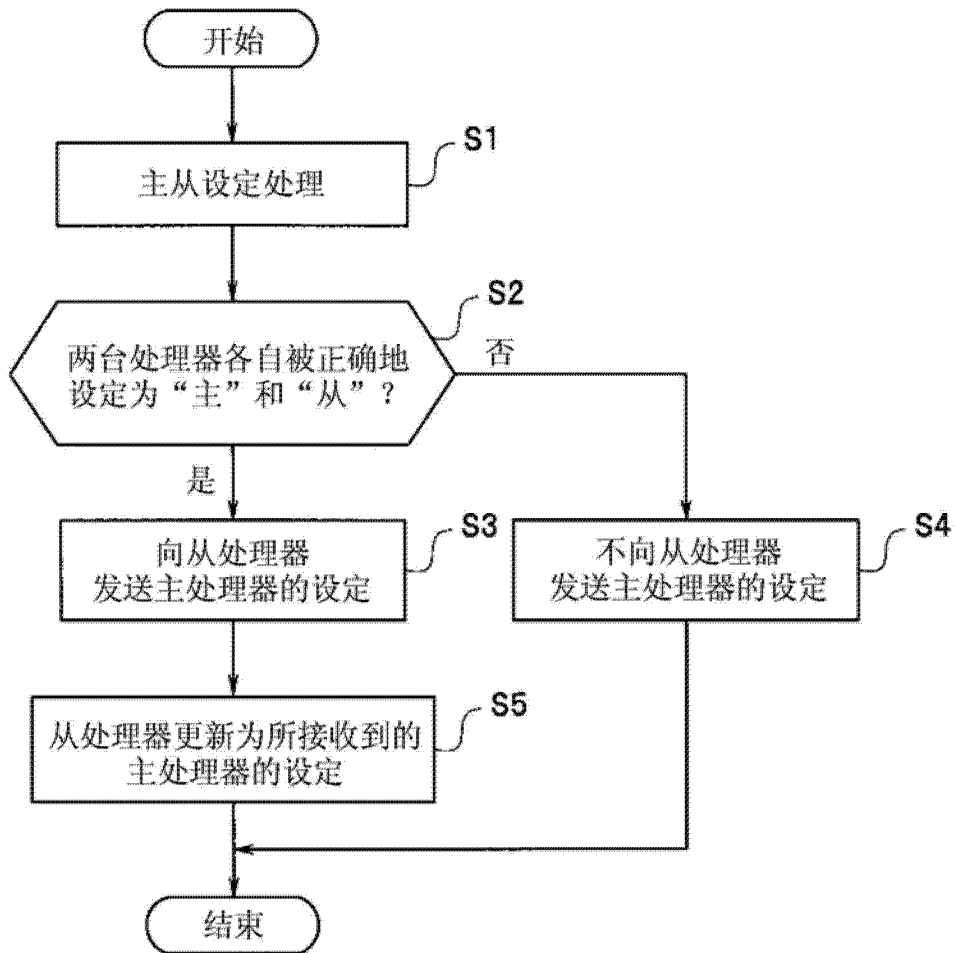 开始
S1
主从设定处理
S2
两台处理器各自被正确地
设定为“主”和“从”？
否
是
S3
向从处理器
发送主处理器的设定
S4
不向从处理器
发送主处理器的设定
S5
从处理器更新为所接收到的
主处理器的设定
结束